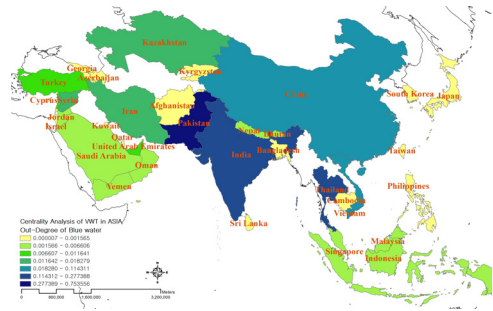 Kazakhstan
Georgia
Kyrgyzstan
Azerbaijan
Turkey
China
South Korea
Japan
CyprusSyria
Iran
Afghanistan
Jordan
Israel
Kuwait
Pakistan
Nepal
Bhutan
Qatar
United Arab Emirates
Bangladesh
Taiwan
Saudi Arabia
India
Oman
Yemen
Thailand
Philippines
Cambodia
Vietnam
Sri Lanka
Malaysia
Singapore
Indonesia
Centrality Analysis of VWT in ASIA
Out-Degree of Blue water
0.000007 - 0.001565
0.001566 - 0.006606
0.006607 - 0.011641
0.011642 - 0.018279
0.018280 - 0.114311
0.114312 - 0.277388
0.277389 - 0.753556
0
800,000
1,600,000
3,200,000
Meters